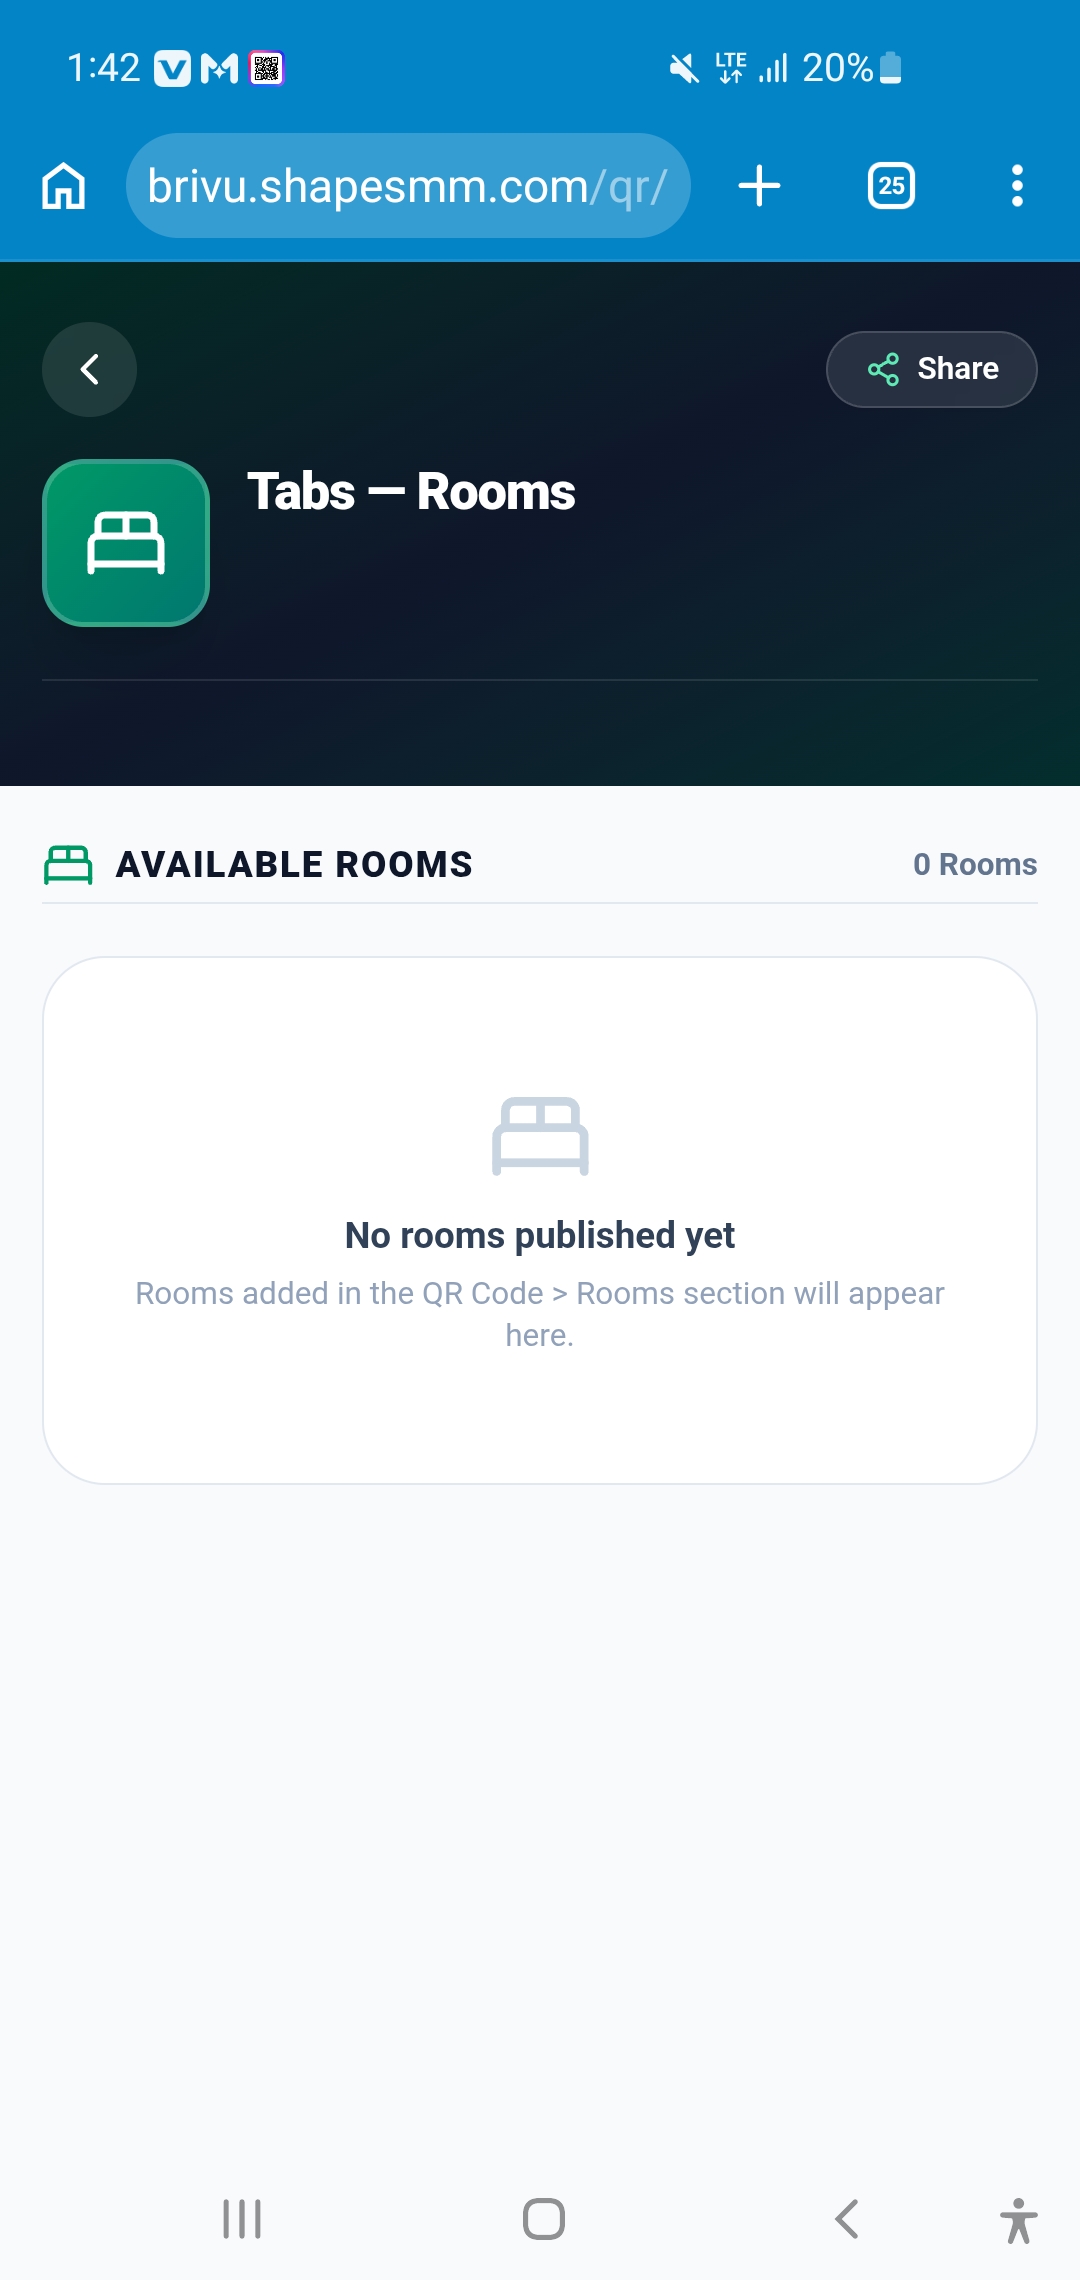 1:42
LTE
20%
brivu.shapesmm.com/qr/
25
Share
Tabs — Rooms
AVAILABLE ROOMS
0 Rooms
No rooms published yet
Rooms added in the QR Code > Rooms section will appear
here.